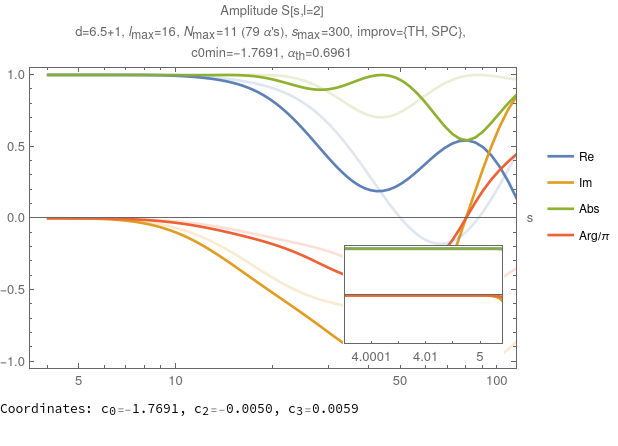 Amplitude S[s,l=2]
d=6.5+1, lmax=16, Nmax=11 (79 α's), smax=300, improv={TH, SPC},
c0min=-1.7691, αth=0.6961
1.0
0.5
0.0
-0.5
-1.0
s
Re
Im
Abs
Arg/π
4.0001 4.01 5
5 10 50 100
Coordinates: c0=-1.7691, c2=-0.0050, c3=0.0059